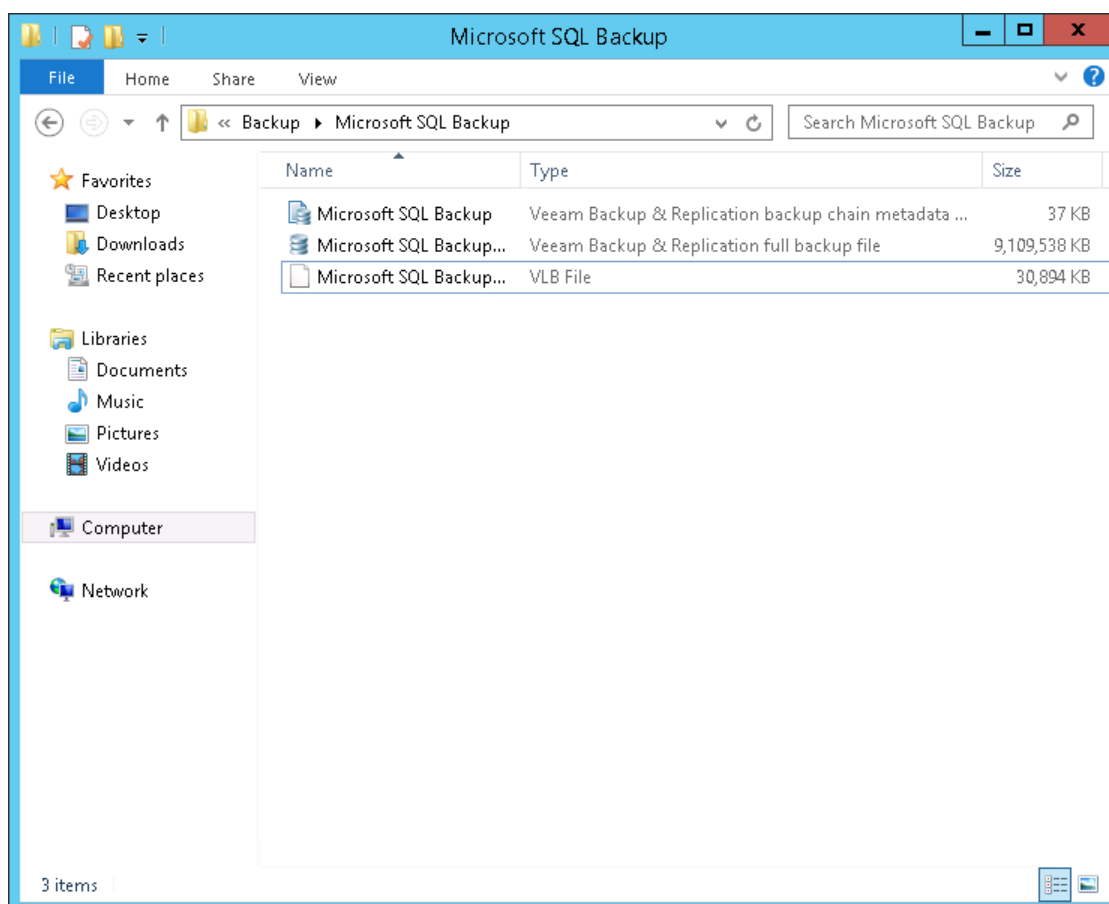 Microsoft SQL Backup
File Home Share View
« Backup Microsoft SQL Backup Search Microsoft SQL Backup
Name Type Size
Favorites
Desktop
Downloads
Recent places
Libraries
Documents
Music
Pictures
Videos
Computer
Network
Microsoft SQL Backup Veeam Backup & Replication backup chain metadata ... 37 KB
Microsoft SQL Backup... Veeam Backup & Replication full backup file 9,109,538 KB
Microsoft SQL Backup... VLB File 30,894 KB
3 items